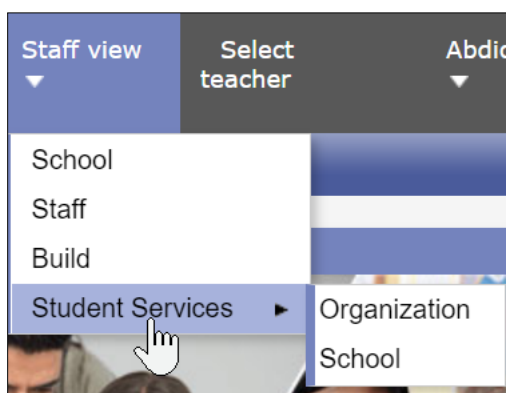 Staff view
Select
teacher
School
Staff
Build
Student Services
Organization
School